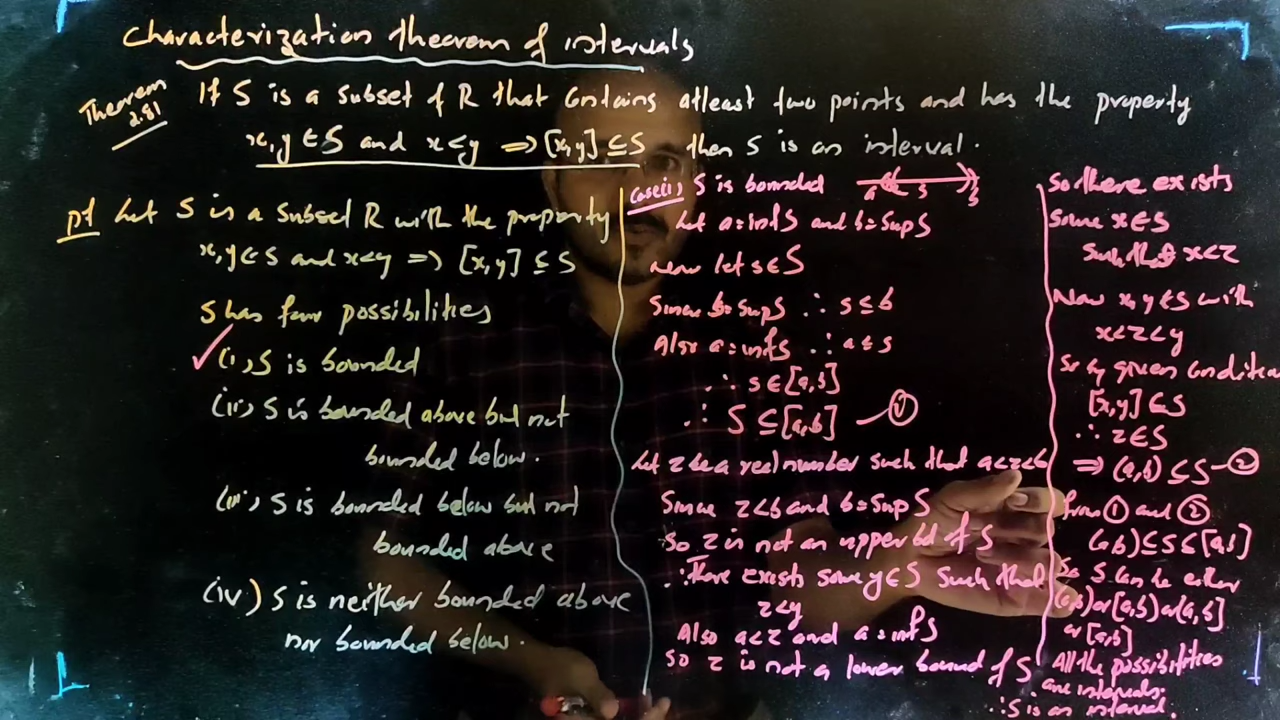 Characterization theorem of intervals
Theorem 2.81
If S is a subset of R that contains atleast two points and has the property
x, y ∈ S and x < y ⇒ [x, y] ⊆ S then S is an interval.
pf Let S is a subset R with the property
x, y ∈ S and x < y ⇒ [x, y] ⊆ S
S has four possibilities
(i) S is bounded
(ii) S is bounded above but not
bounded below.
(iii) S is bounded below but not
bounded above
(iv) S is neither bounded above
nor bounded below.
Case(i) S is bounded
a s b
Let a = inf S and b = Sup S
now let s ∈ S
Since b = Sup S ∴ s ≤ b
Also a = inf S ∴ a ≤ s
∴ s ∈ [a, b]
∴ S ⊆ [a, b] — ①
Let z be a real number such that a < z < b
Since z < b and b = Sup S
So z is not an upper bd of S
∴ There exists some y ∈ S such that
z < y
Also a < z and a = inf S
So z is not a lower bound of S
So there exists
Some x ∈ S
Such that x < z
Now x, y ∈ S with
x < z < y
So by given condition
[x, y] ⊆ S
∴ z ∈ S
⇒ (a, b) ⊆ S — ②
from ① and ②
(a, b) ⊆ S ⊆ [a, b]
So S can be either
(a, b) or [a, b) or (a, b]
or [a, b]
All the possibilities
are intervals.
∴ S is an interval.